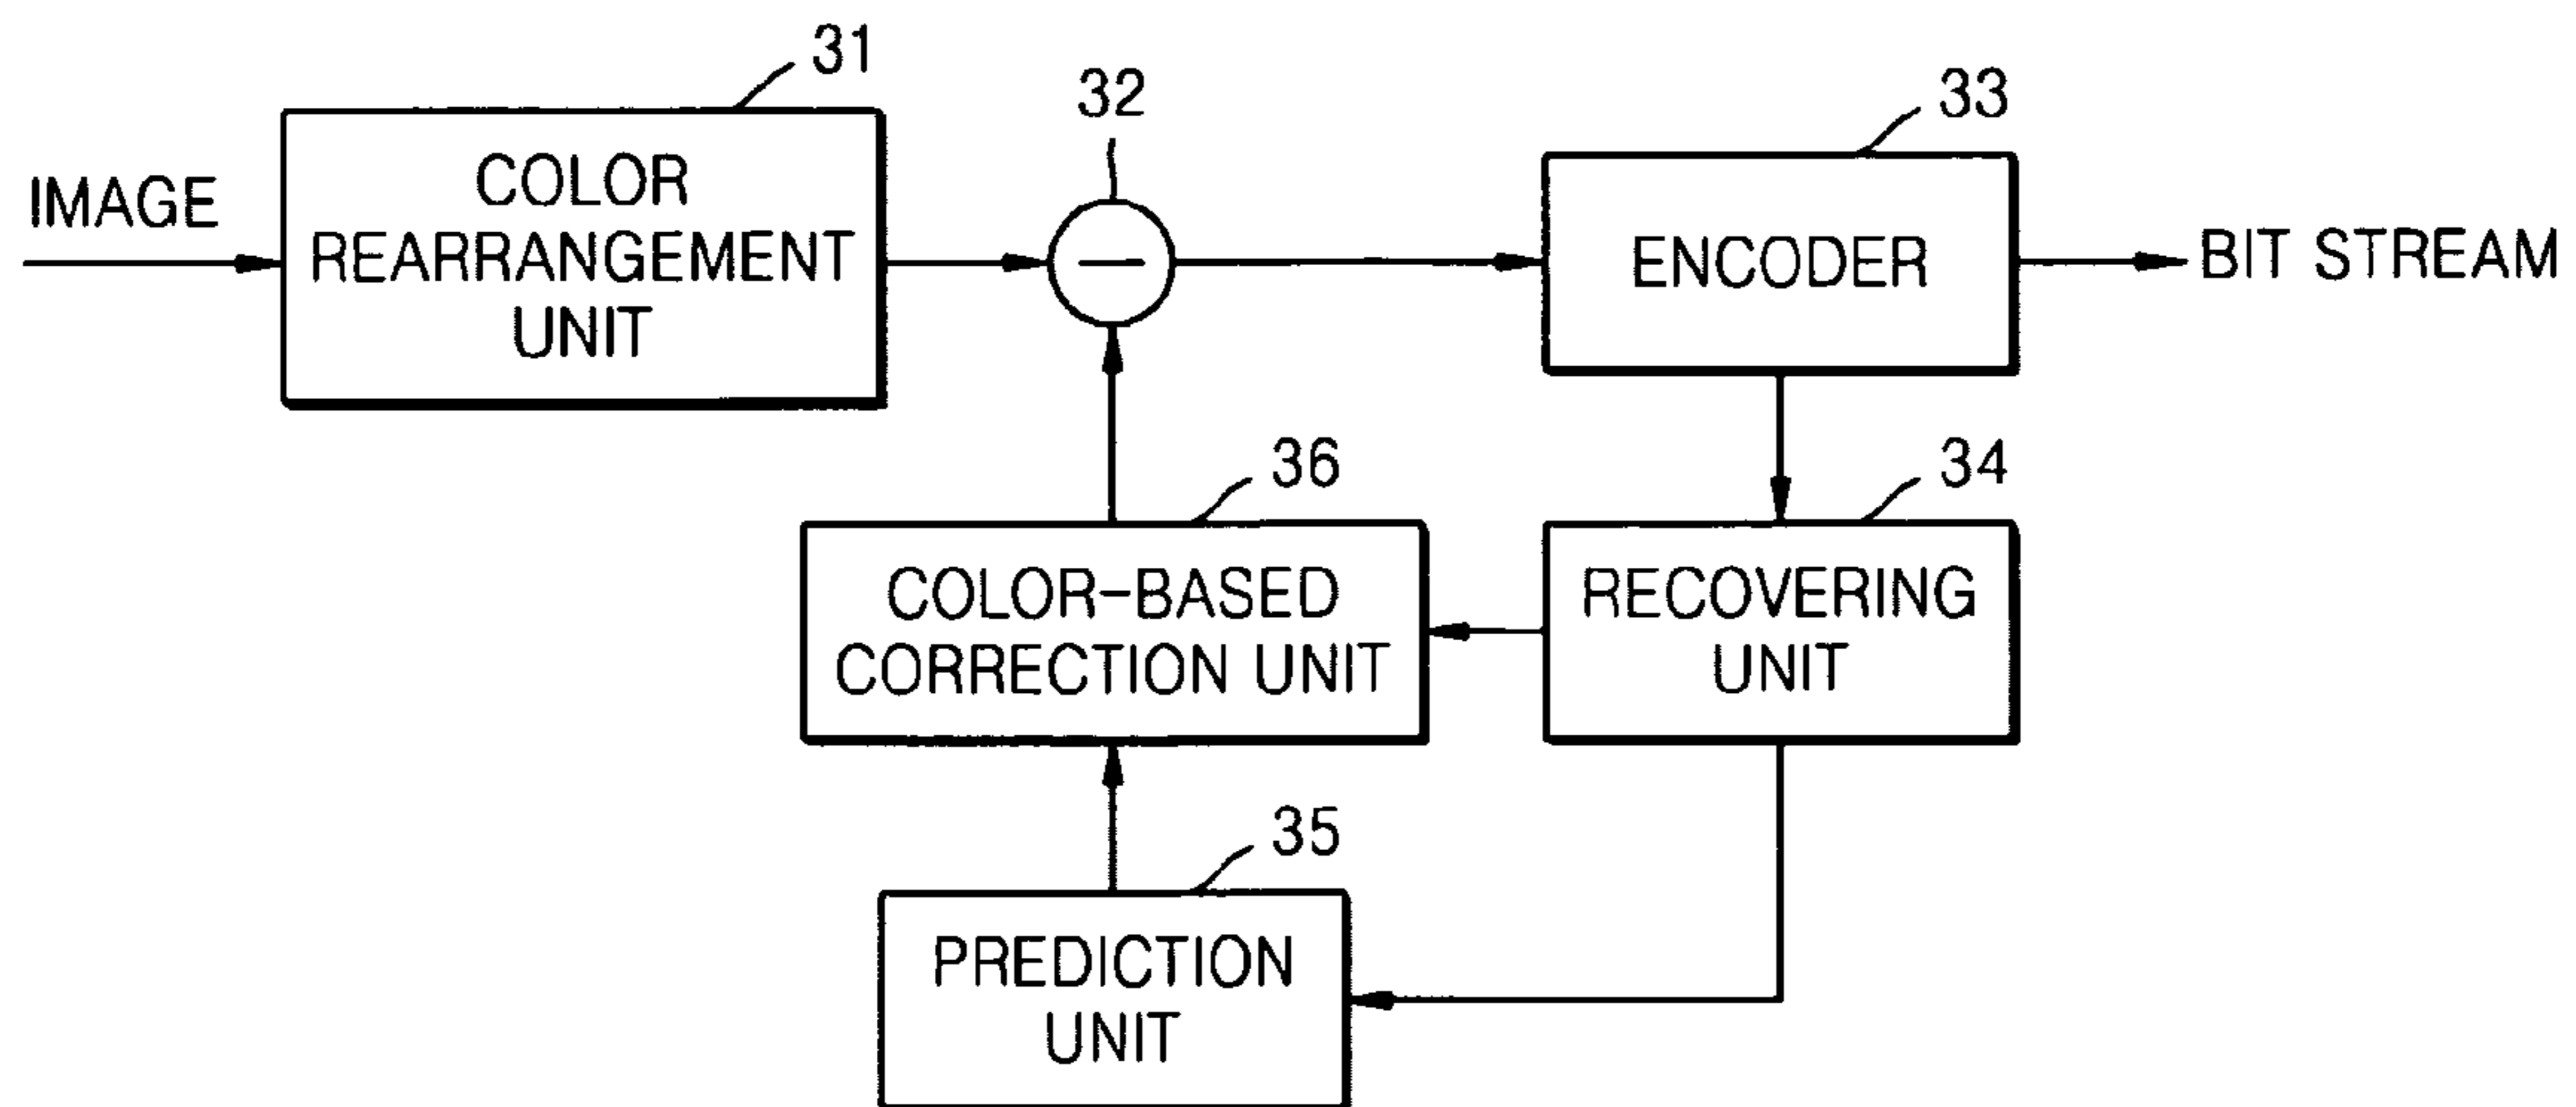 31
32
33
IMAGE
COLOR
REARRANGEMENT
UNIT
ENCODER
BIT STREAM
36
34
COLOR-BASED
CORRECTION UNIT
RECOVERING
UNIT
35
PREDICTION
UNIT